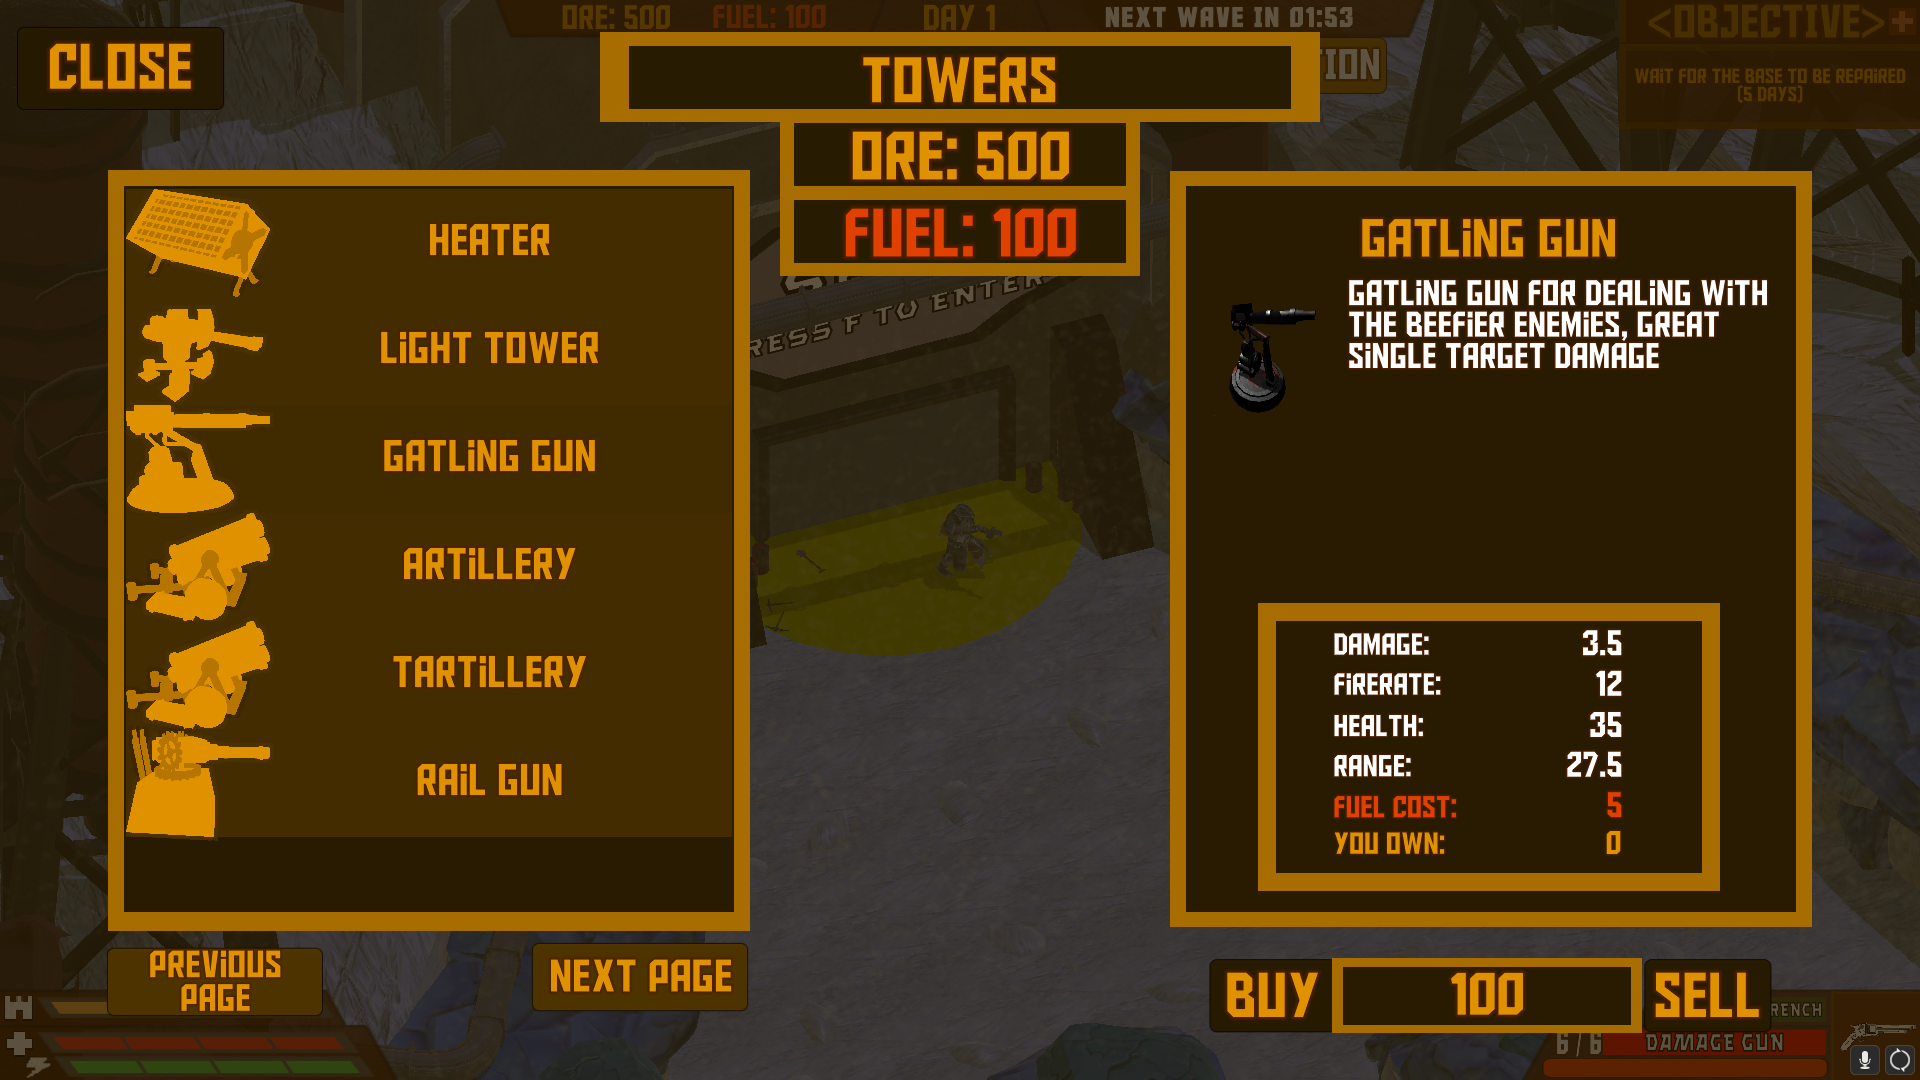 ORE: 500 FUEL: 100 DAY 1 NEXT WAVE IN 01:53
<OBJECTIVE>
WAIT FOR THE BASE TO BE REPAIRED
(5 DAYS)
CLOSE
TOWERS
ORE: 500
FUEL: 100
PRESS F TO ENTER
HEATER
LIGHT TOWER
GATLING GUN
ARTILLERY
TARTILLERY
RAIL GUN
PREVIOUS
PAGE
NEXT PAGE
GATLING GUN
GATLING GUN FOR DEALING WITH
THE BEEFIER ENEMIES, GREAT
SINGLE TARGET DAMAGE
DAMAGE: 3.5
FIRERATE: 12
HEALTH: 35
RANGE: 27.5
FUEL COST: 5
YOU OWN: 0
BUY 100 SELL
6/6 DAMAGE GUN